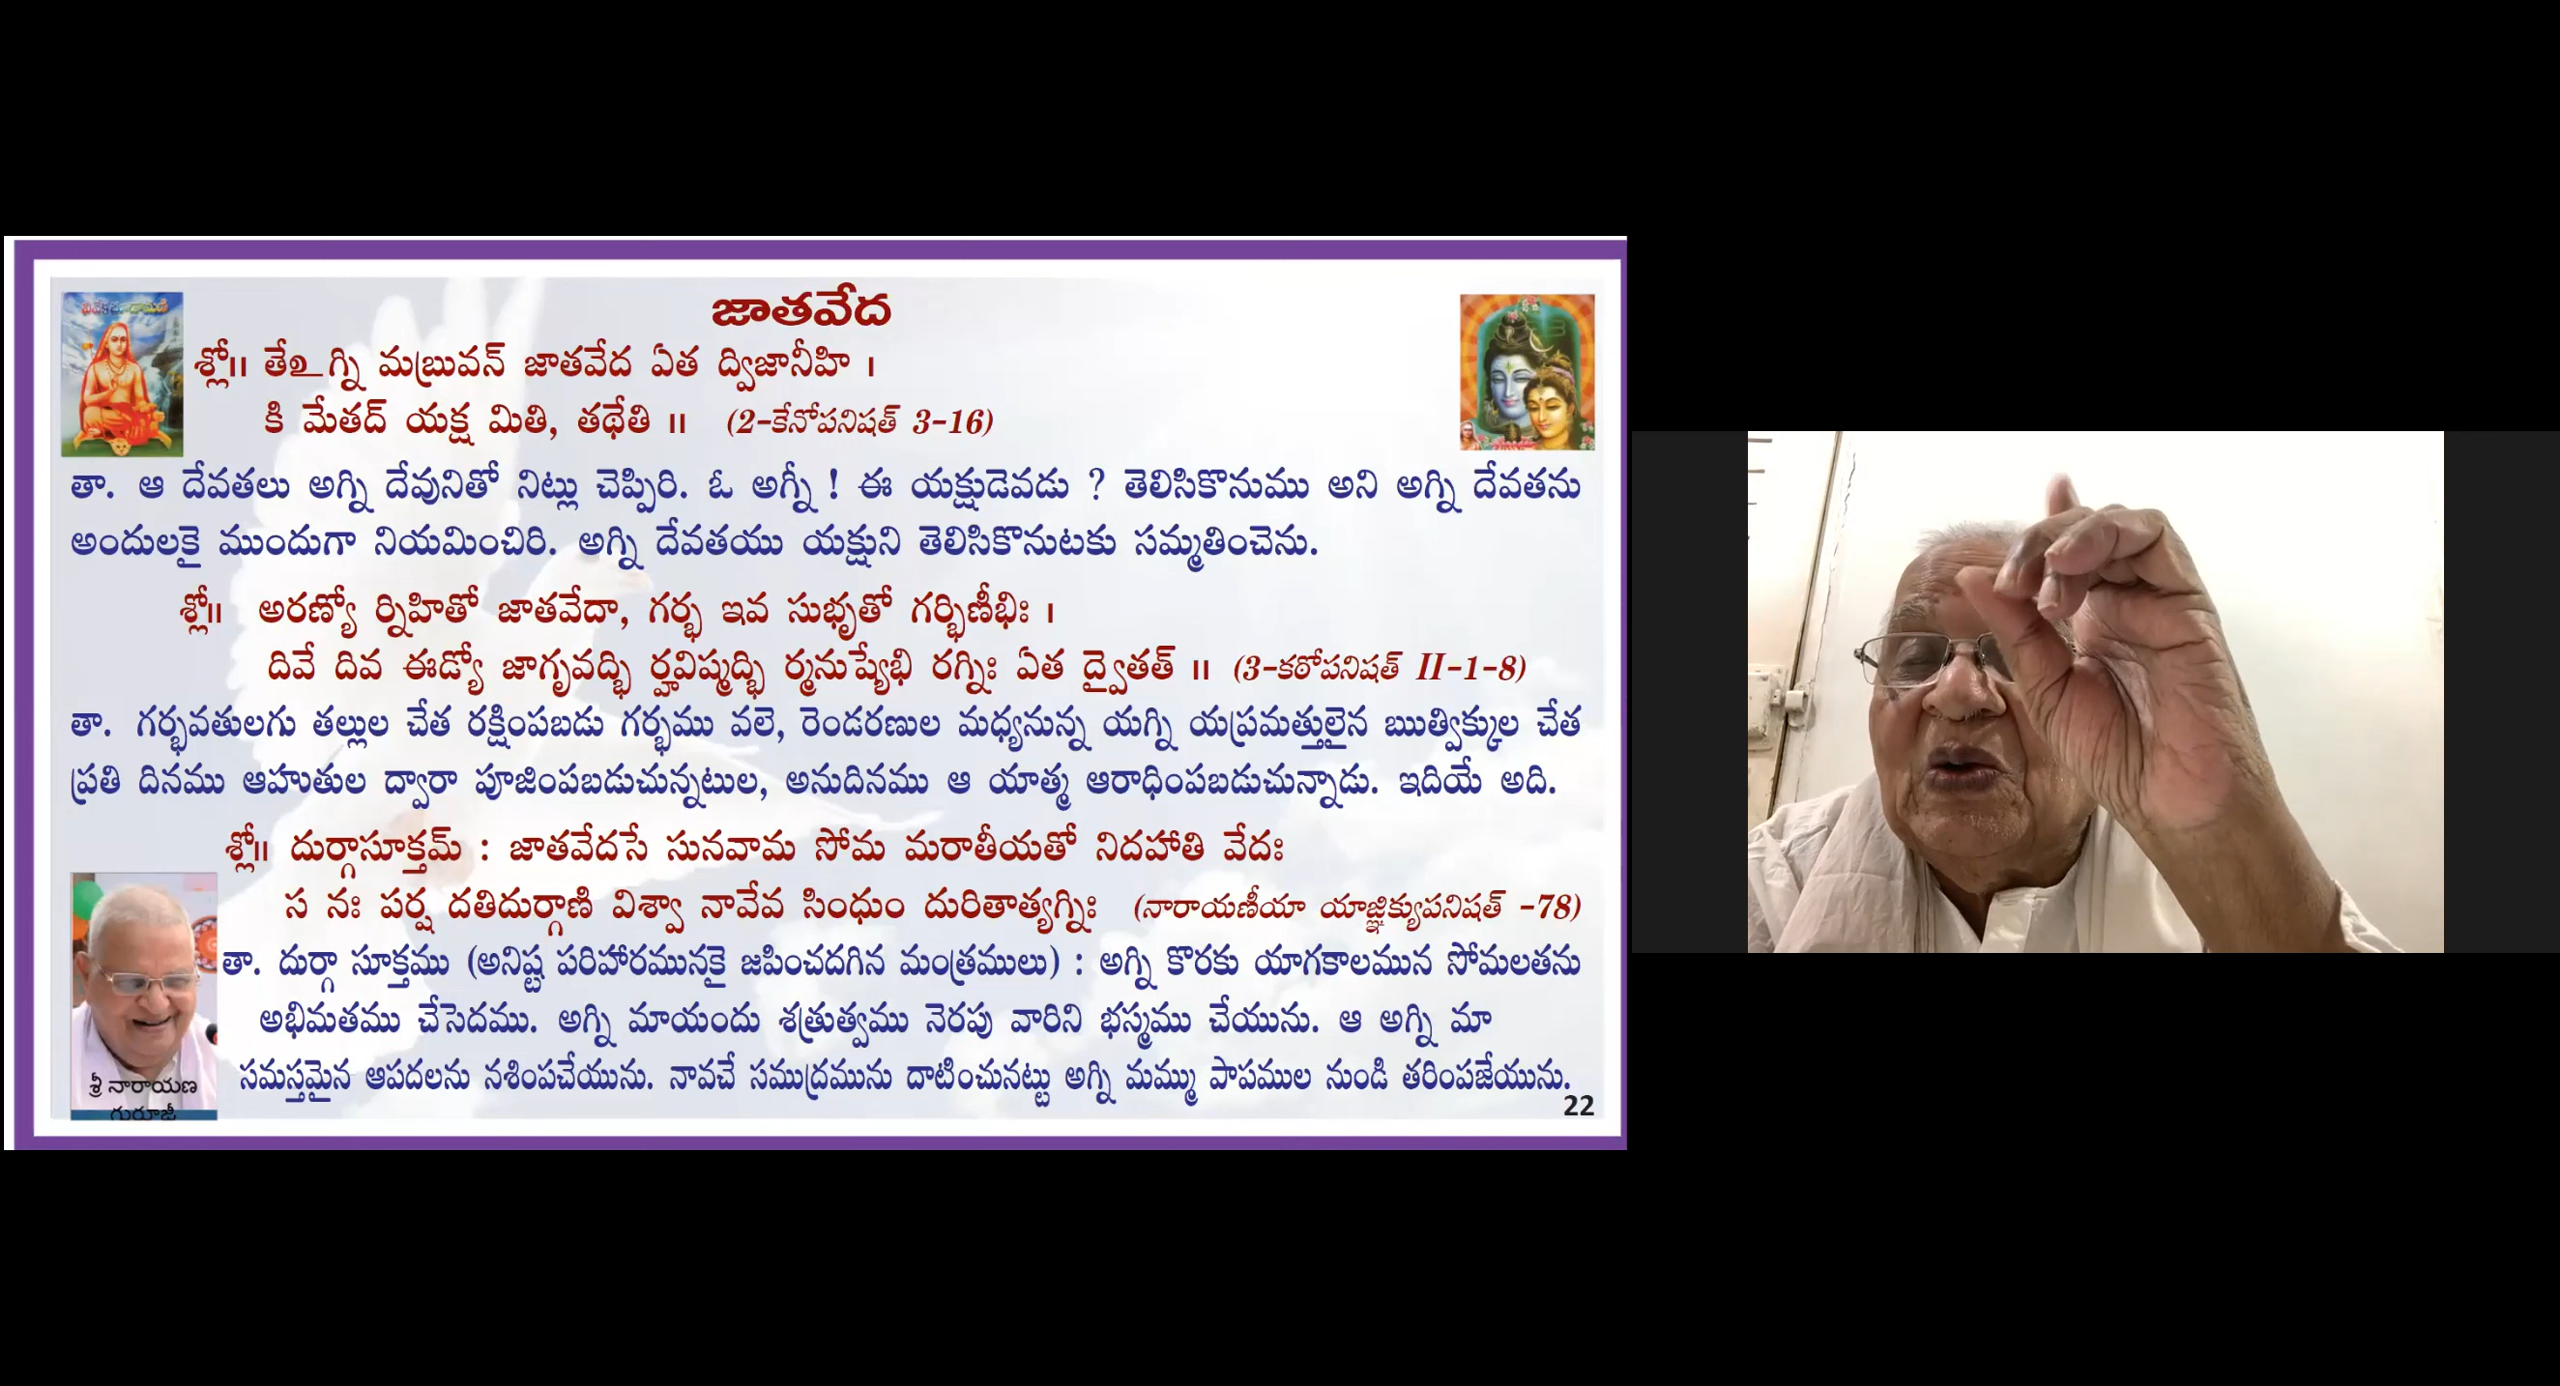 జాతవేద
శ్లో॥ తేఽగ్ని మబ్రువన్ జాతవేద ఏత ద్విజానీహి ।
కి మేతద్ యక్ష మితి, తథేతి ॥ (2-కేనోపనిషత్ 3-16)
తా. ఆ దేవతలు అగ్ని దేవునితో నిట్లు చెప్పిరి. ఓ అగ్నీ ! ఈ యక్షుడెవడు ? తెలిసికొనుము అని అగ్ని దేవతను
అందులకై ముందుగా నియమించిరి. అగ్ని దేవతయు యక్షుని తెలిసికొనుటకు సమ్మతించెను.
శ్లో॥ అరణ్యో ర్నిహితో జాతవేదా, గర్భ ఇవ సుభృతో గర్భిణీభిః ।
దివే దివ ఈడ్యో జాగృవద్భి ర్హవిష్మద్భి ర్మనుష్యేభి రగ్నిః ఏత ద్వైతత్ ॥ (3-కఠోపనిషత్ II-1-8)
తా. గర్భవతులగు తల్లుల చేత రక్షింపబడు గర్భము వలె, రెండరణుల మధ్యనున్న యగ్ని యప్రమత్తులైన ఋత్విక్కుల చేత
ప్రతి దినము ఆహుతుల ద్వారా పూజింపబడుచున్నటుల, అనుదినము ఆ యాత్మ ఆరాధింపబడుచున్నాడు. ఇదియే అది.
శ్లో॥ దుర్గాసూక్తమ్ : జాతవేదసే సునవామ సోమ మరాతీయతో నిదహాతి వేదః
స నః పర్ష దతిదుర్గాణి విశ్వా నావేవ సింధుం దురితాత్యగ్నిః (నారాయణీయా యాజ్ఞిక్యుపనిషత్ -78)
తా. దుర్గా సూక్తము (అనిష్ట పరిహారమునకై జపించదగిన మంత్రములు) : అగ్ని కొరకు యాగకాలమున సోమలతను
అభిమతము చేసెదము. అగ్ని మాయందు శత్రుత్వము నెరపు వారిని భస్మము చేయును. ఆ అగ్ని మా
సమస్తమైన ఆపదలను నశింపచేయును. నావచే సముద్రమును దాటించునట్టు అగ్ని మమ్ము పాపముల నుండి తరింపజేయును.
శ్రీ నారాయణ
గురూజీ
22